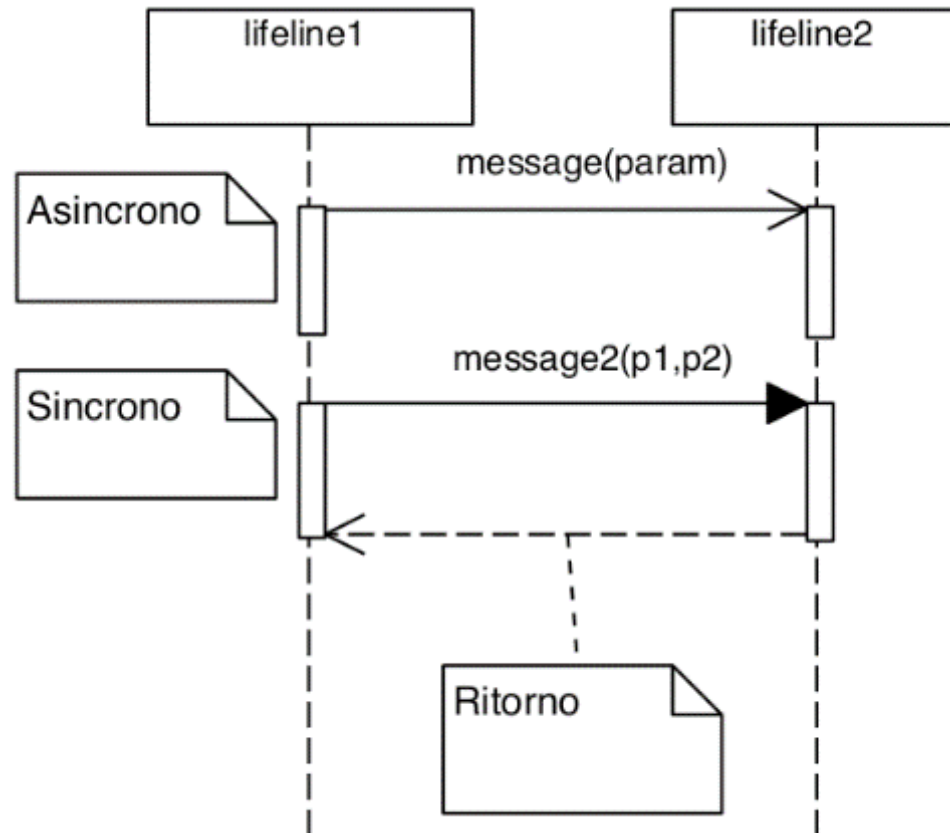 lifeline1
lifeline2
message(param)
Asincrono
message2(p1,p2)
Sincrono
Ritorno